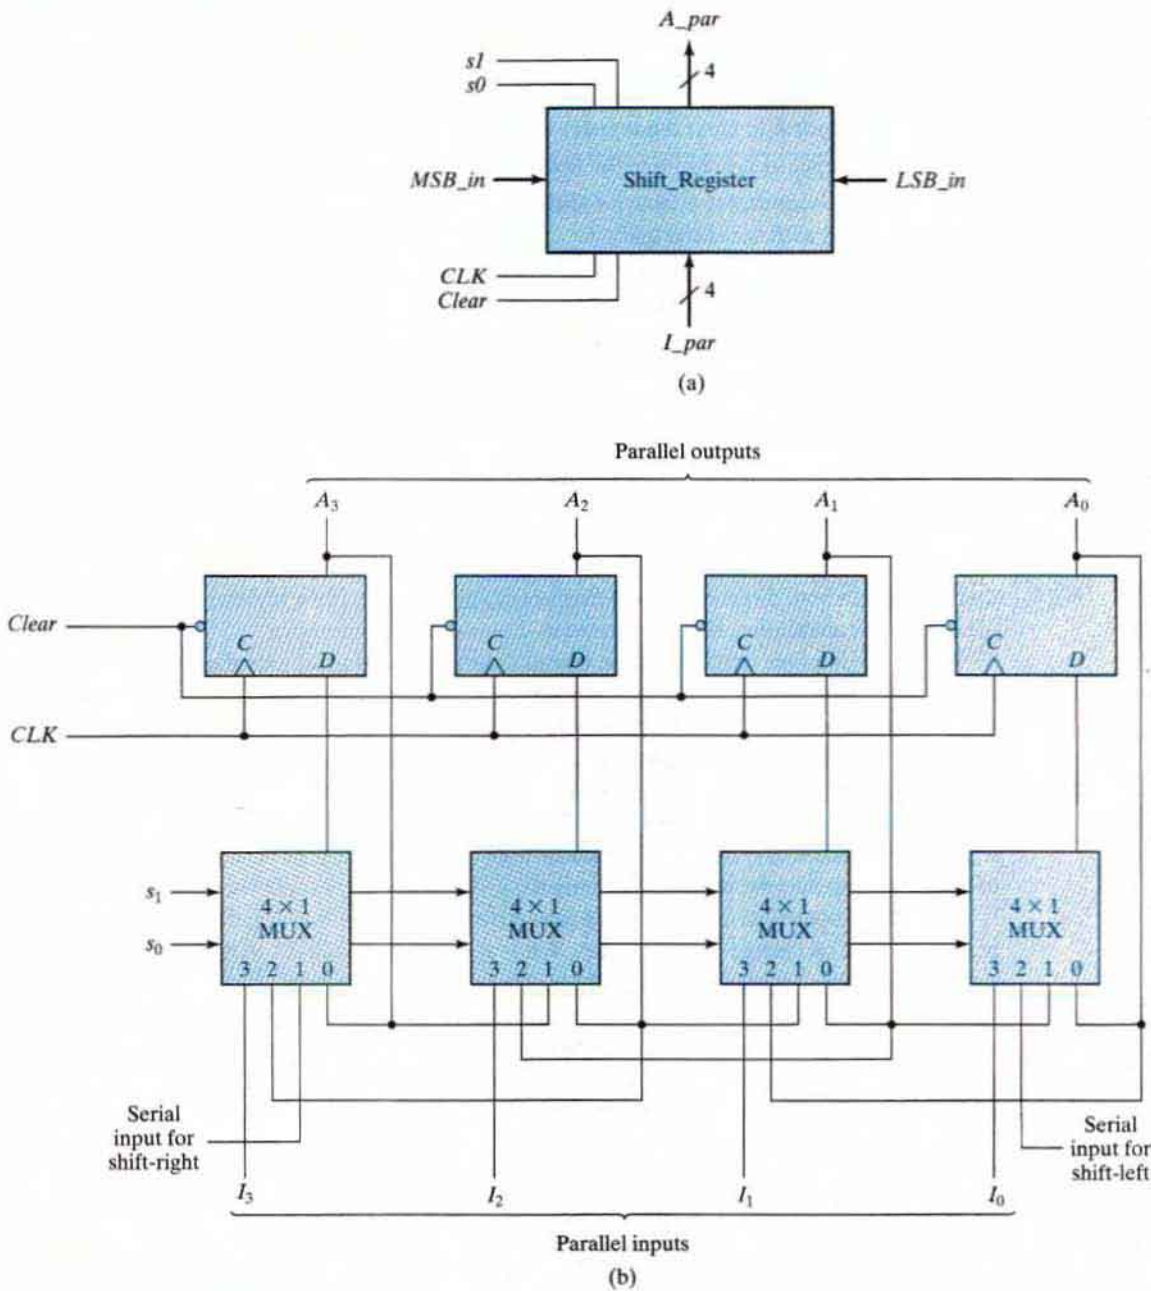 A_par
s1
4
s0
MSB_in
Shift_Register
LSB_in
CLK
4
Clear
I_par
(a)
Parallel outputs
A₃ A₂ A₁ A₀
Clear
C C C C
D D D D
CLK
s₁
4 × 1 4 × 1 4 × 1 4 × 1
MUX MUX MUX MUX
s₀
3 2 1 0 3 2 1 0 3 2 1 0 3 2 1 0
Serial
input for
shift-right
Serial
input for
shift-left
I₃ I₂ I₁ I₀
Parallel inputs
(b)